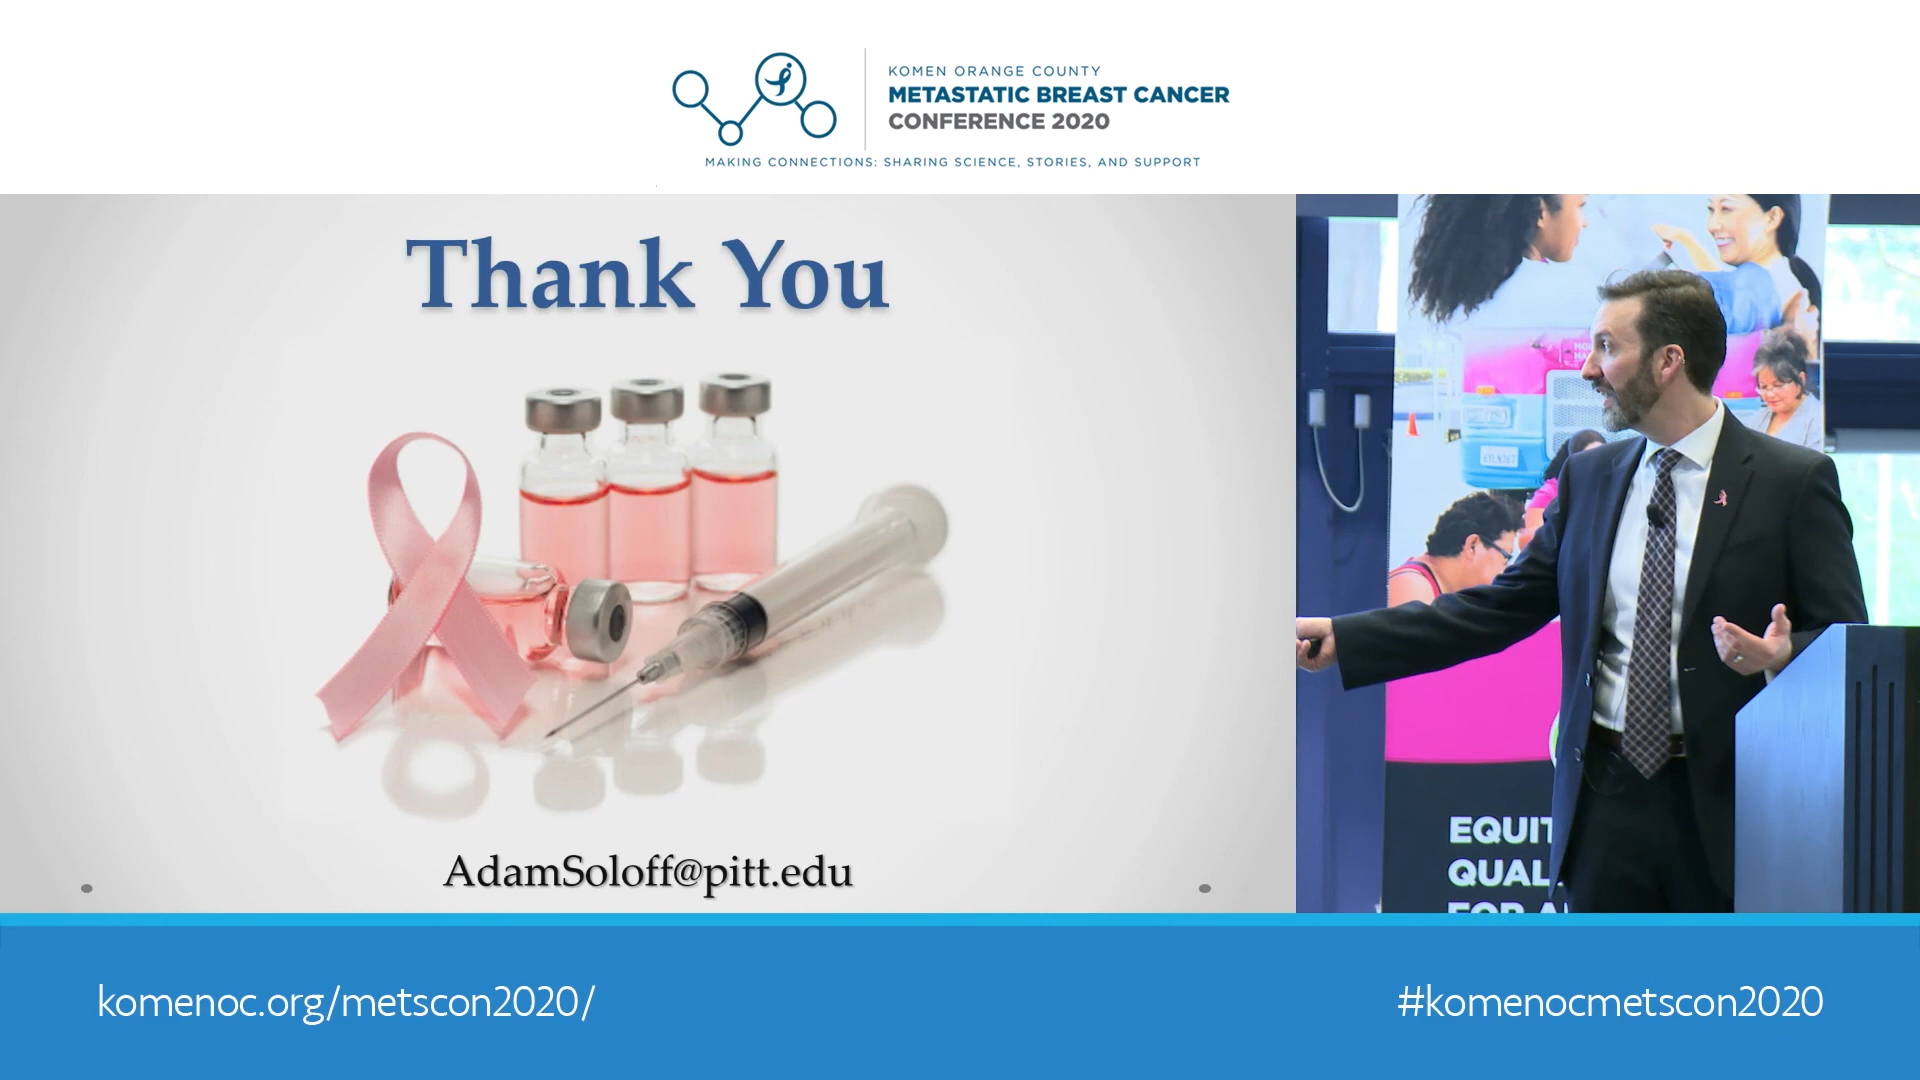 KOMEN ORANGE COUNTY
METASTATIC BREAST CANCER
CONFERENCE 2020
MAKING CONNECTIONS: SHARING SCIENCE, STORIES, AND SUPPORT
Thank You
AdamSoloff@pitt.edu
EQUIT
QUAL
FOR A
komenoc.org/metscon2020/
#komenocmetscon2020